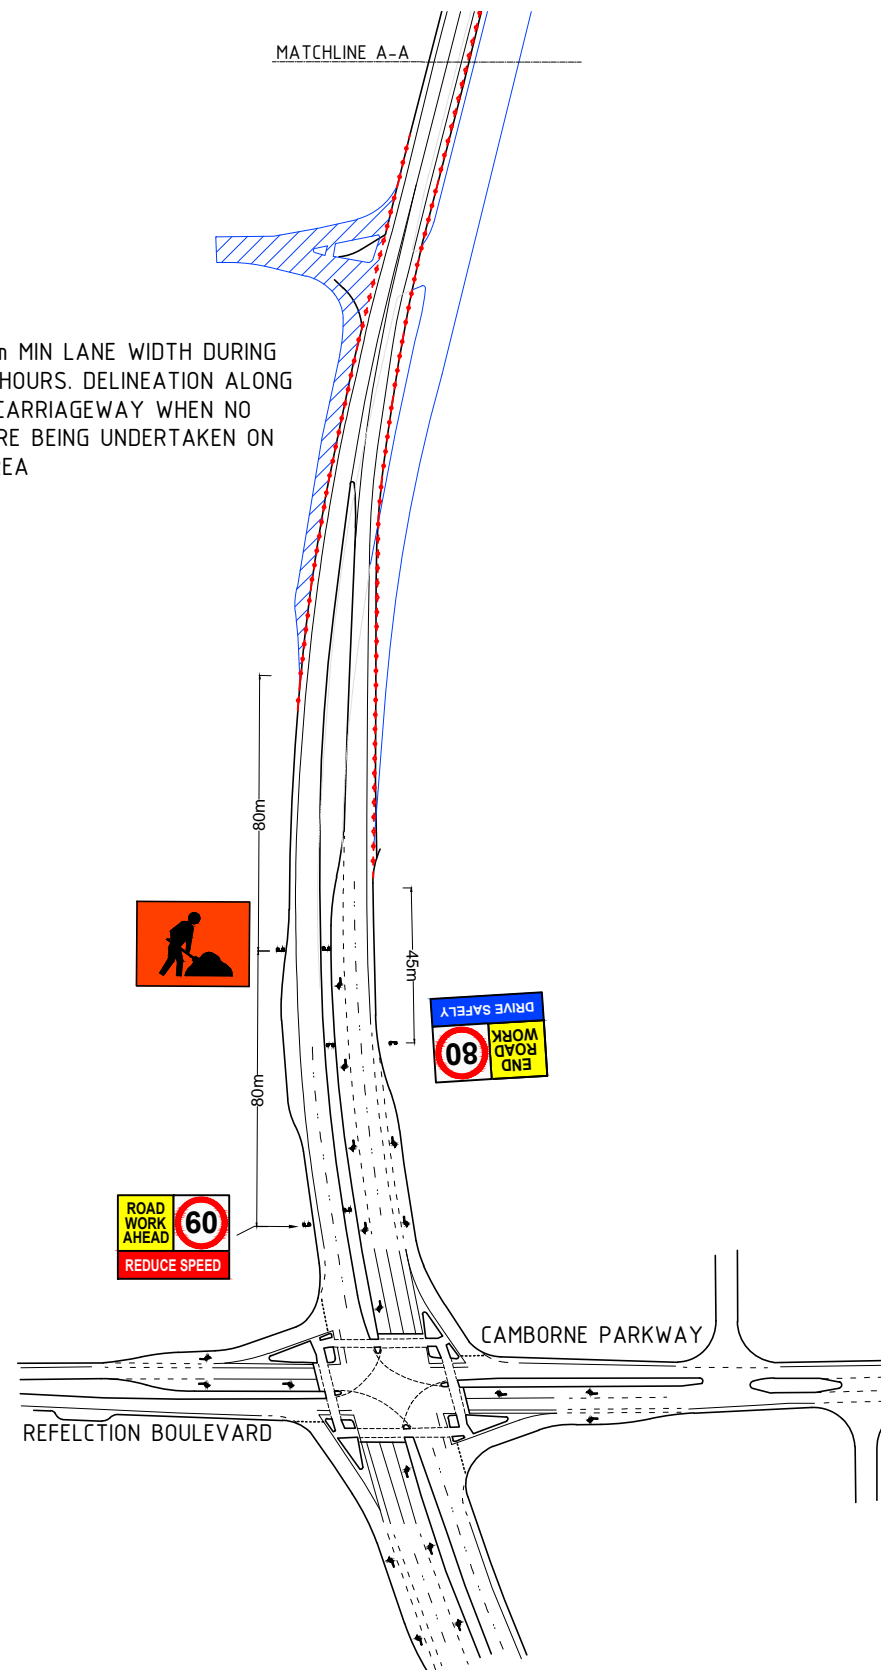 MATCHLINE A-A
m MIN LANE WIDTH DURING
HOURS. DELINEATION ALONG
CARRIAGEWAY WHEN NO
RE BEING UNDERTAKEN ON
REA
80m
45m
DRIVE SAFELY
80
END
ROAD
WORK
80m
ROAD
WORK
AHEAD
60
REDUCE SPEED
CAMBORNE PARKWAY
REFELCTION BOULEVARD